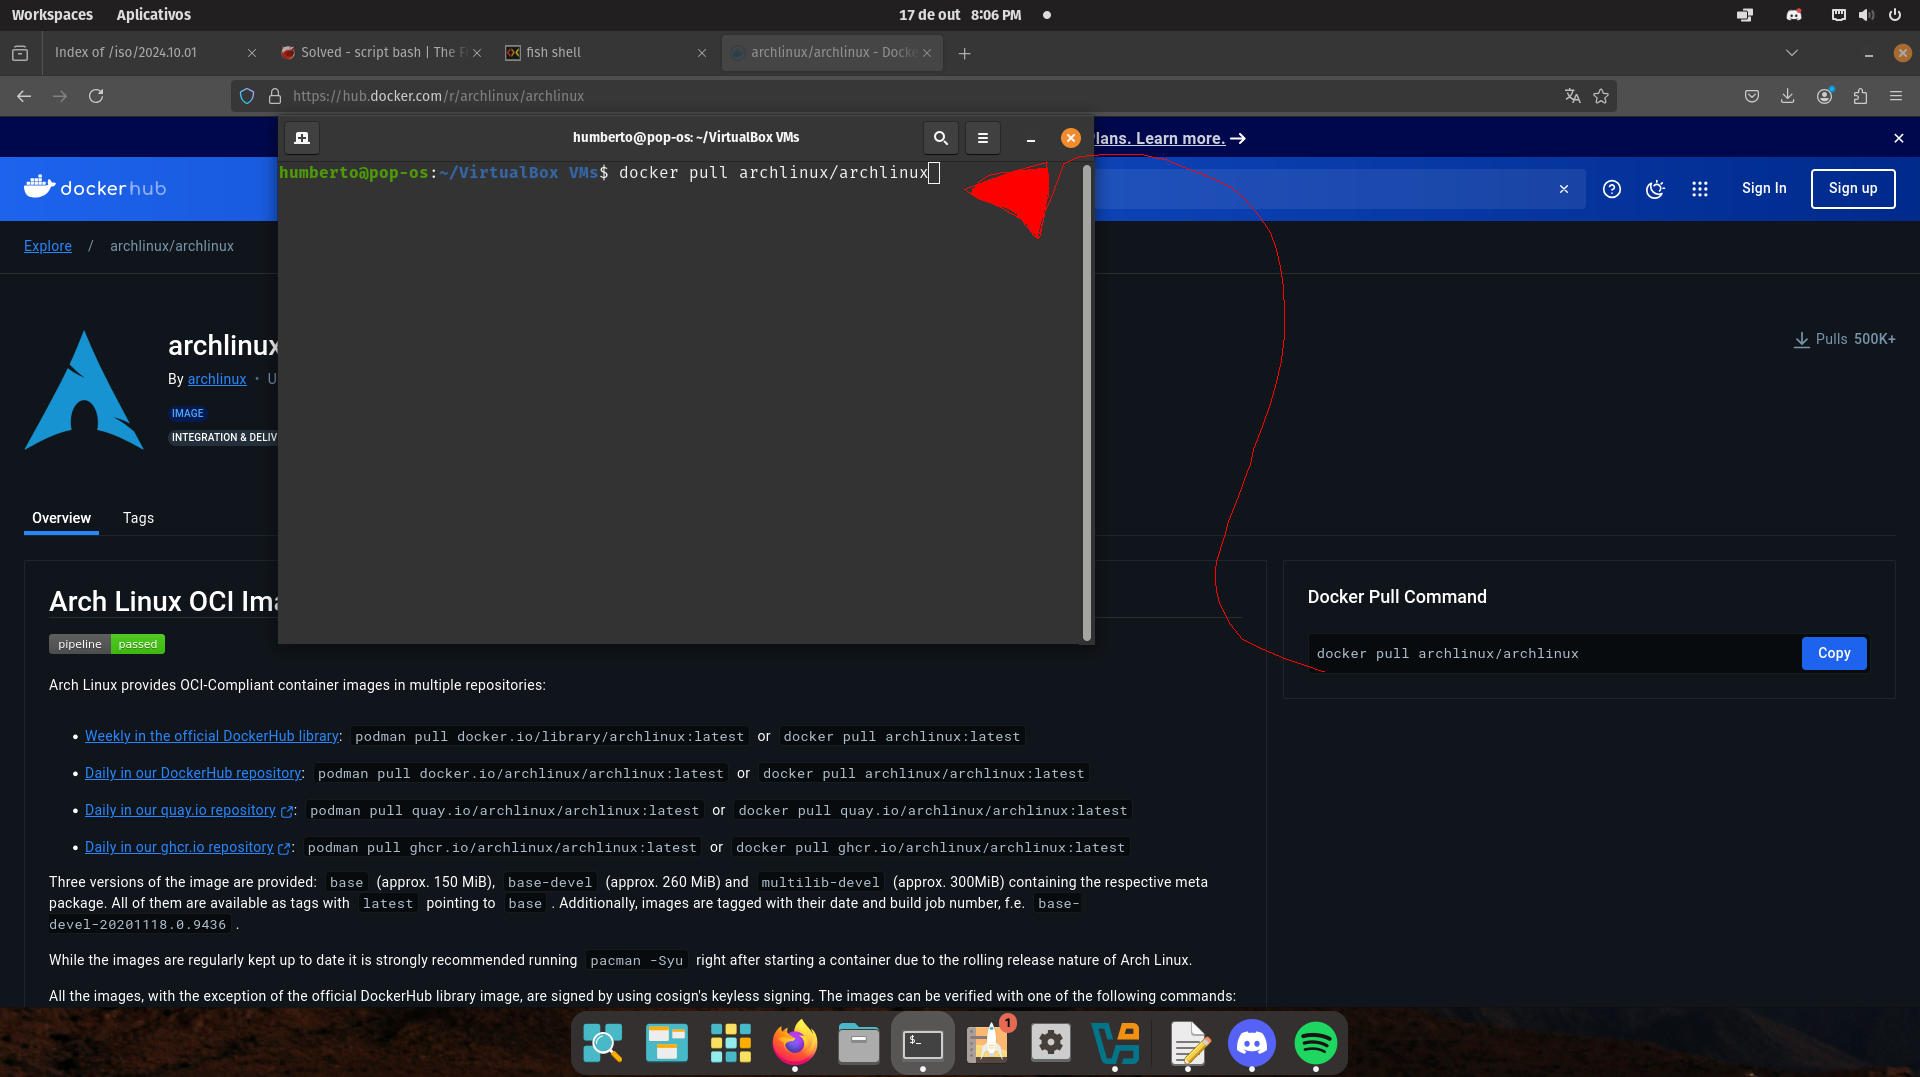 Workspaces Aplicativos 17 de out 8:06 PM
Index of /iso/2024.10.01 Solved - script bash | The F fish shell archlinux/archlinux - Docke
https://hub.docker.com/r/archlinux/archlinux
humberto@pop-os: ~/VirtualBox VMs
Plans. Learn more. →
humberto@pop-os:~/VirtualBox VMs$ docker pull archlinux/archlinux
dockerhub Sign In Sign up
Explore / archlinux/archlinux
archlinux
Pulls 500K+
By archlinux · U
IMAGE
INTEGRATION & DELIV
Overview Tags
Arch Linux OCI Ima
pipeline passed
Docker Pull Command
docker pull archlinux/archlinux Copy
Arch Linux provides OCI-Compliant container images in multiple repositories:
• Weekly in the official DockerHub library: podman pull docker.io/library/archlinux:latest or docker pull archlinux:latest
• Daily in our DockerHub repository: podman pull docker.io/archlinux/archlinux:latest or docker pull archlinux/archlinux:latest
• Daily in our quay.io repository : podman pull quay.io/archlinux/archlinux:latest or docker pull quay.io/archlinux/archlinux:latest
• Daily in our ghcr.io repository : podman pull ghcr.io/archlinux/archlinux:latest or docker pull ghcr.io/archlinux/archlinux:latest
Three versions of the image are provided: base (approx. 150 MiB), base-devel (approx. 260 MiB) and multilib-devel (approx. 300MiB) containing the respective meta
package. All of them are available as tags with latest pointing to base . Additionally, images are tagged with their date and build job number, f.e. base-
devel-20201118.0.9436 .
While the images are regularly kept up to date it is strongly recommended running pacman -Syu right after starting a container due to the rolling release nature of Arch Linux.
All the images, with the exception of the official DockerHub library image, are signed by using cosign's keyless signing. The images can be verified with one of the following commands:
$_
1